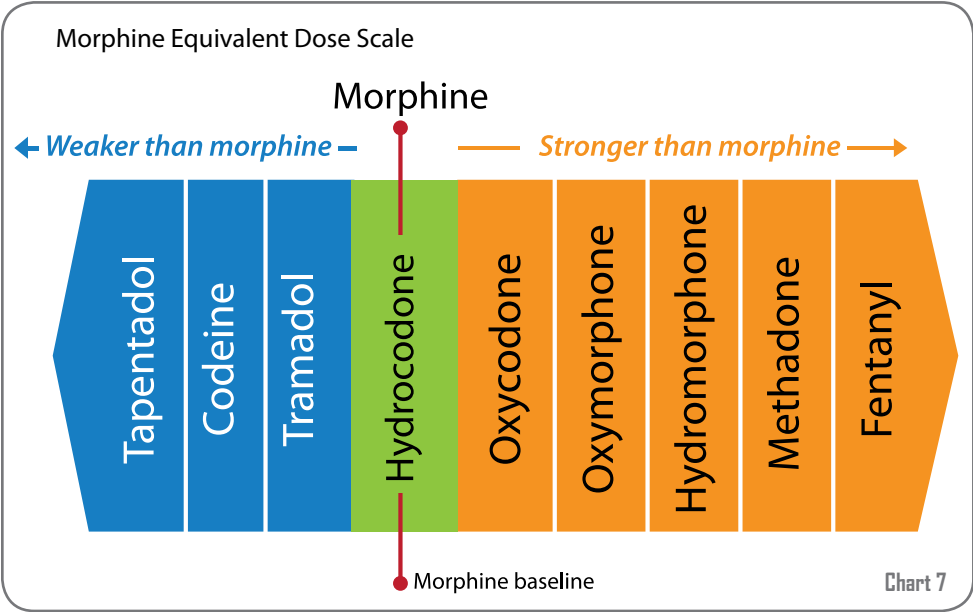 Morphine Equivalent Dose Scale
Morphine
Weaker than morphine
Stronger than morphine
Tapentadol
Codeine
Tramadol
Hydrocodone
Oxycodone
Oxymorphone
Hydromorphone
Methadone
Fentanyl
Morphine baseline
Chart 7